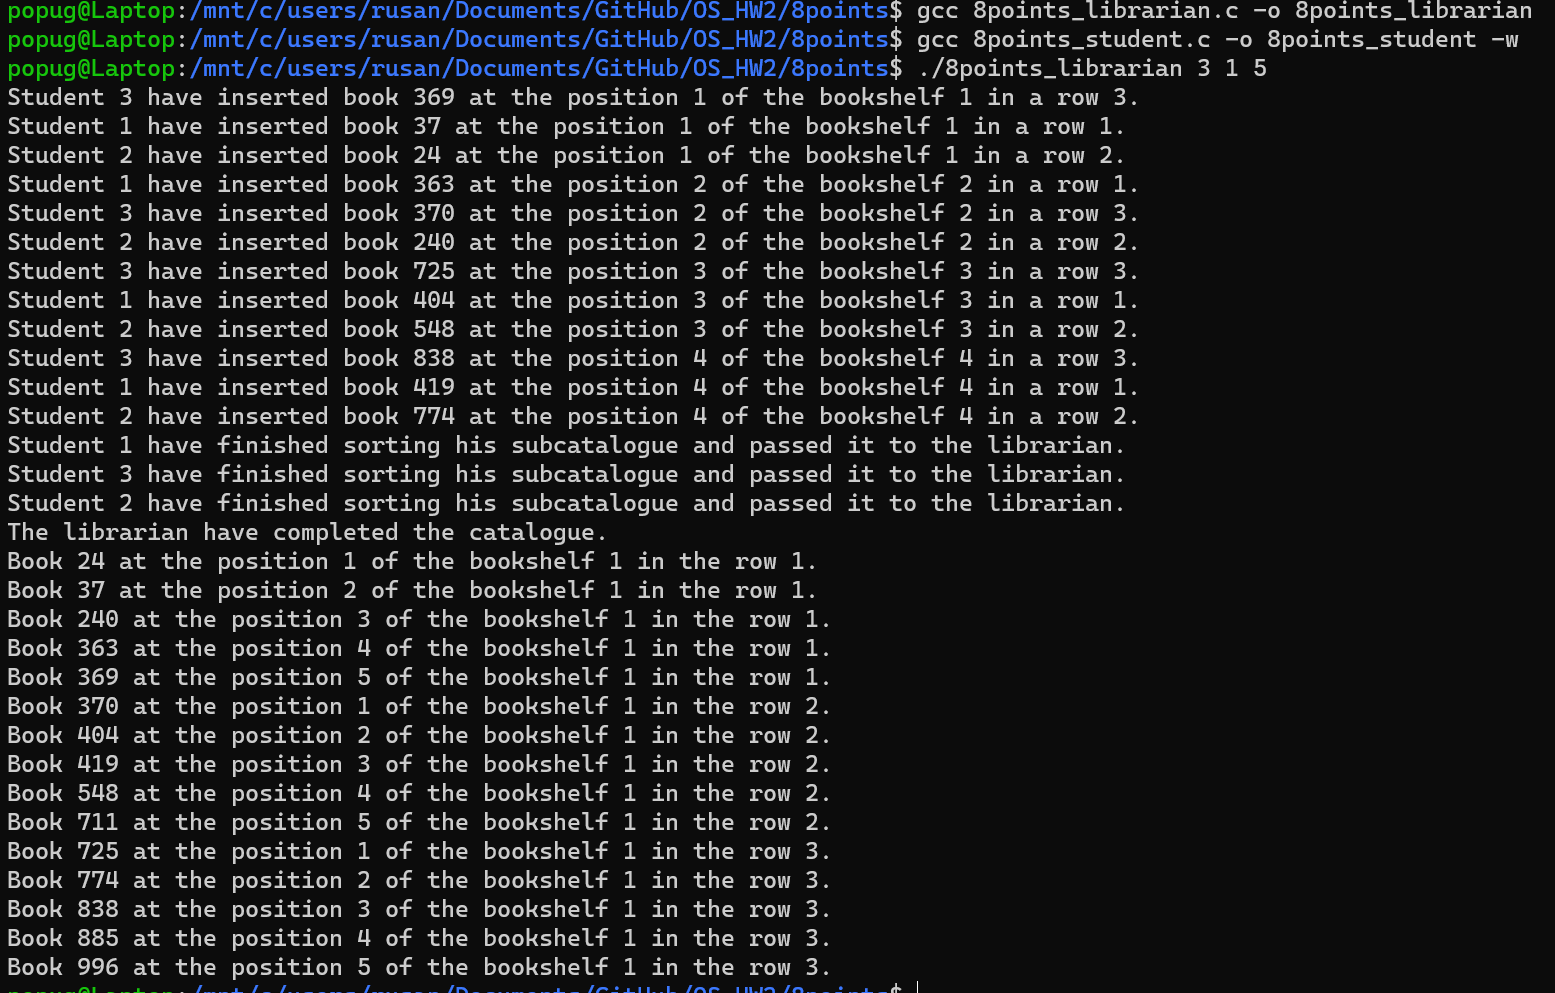 popug@Laptop:/mnt/c/users/rusan/Documents/GitHub/OS_HW2/8points$ gcc 8points_librarian.c -o 8points_librarian
popug@Laptop:/mnt/c/users/rusan/Documents/GitHub/OS_HW2/8points$ gcc 8points_student.c -o 8points_student -w
popug@Laptop:/mnt/c/users/rusan/Documents/GitHub/OS_HW2/8points$ ./8points_librarian 3 1 5
Student 3 have inserted book 369 at the position 1 of the bookshelf 1 in a row 3.
Student 1 have inserted book 37 at the position 1 of the bookshelf 1 in a row 1.
Student 2 have inserted book 24 at the position 1 of the bookshelf 1 in a row 2.
Student 1 have inserted book 363 at the position 2 of the bookshelf 2 in a row 1.
Student 3 have inserted book 370 at the position 2 of the bookshelf 2 in a row 3.
Student 2 have inserted book 240 at the position 2 of the bookshelf 2 in a row 2.
Student 3 have inserted book 725 at the position 3 of the bookshelf 3 in a row 3.
Student 1 have inserted book 404 at the position 3 of the bookshelf 3 in a row 1.
Student 2 have inserted book 548 at the position 3 of the bookshelf 3 in a row 2.
Student 3 have inserted book 838 at the position 4 of the bookshelf 4 in a row 3.
Student 1 have inserted book 419 at the position 4 of the bookshelf 4 in a row 1.
Student 2 have inserted book 774 at the position 4 of the bookshelf 4 in a row 2.
Student 1 have finished sorting his subcatalogue and passed it to the librarian.
Student 3 have finished sorting his subcatalogue and passed it to the librarian.
Student 2 have finished sorting his subcatalogue and passed it to the librarian.
The librarian have completed the catalogue.
Book 24 at the position 1 of the bookshelf 1 in the row 1.
Book 37 at the position 2 of the bookshelf 1 in the row 1.
Book 240 at the position 3 of the bookshelf 1 in the row 1.
Book 363 at the position 4 of the bookshelf 1 in the row 1.
Book 369 at the position 5 of the bookshelf 1 in the row 1.
Book 370 at the position 1 of the bookshelf 1 in the row 2.
Book 404 at the position 2 of the bookshelf 1 in the row 2.
Book 419 at the position 3 of the bookshelf 1 in the row 2.
Book 548 at the position 4 of the bookshelf 1 in the row 2.
Book 711 at the position 5 of the bookshelf 1 in the row 2.
Book 725 at the position 1 of the bookshelf 1 in the row 3.
Book 774 at the position 2 of the bookshelf 1 in the row 3.
Book 838 at the position 3 of the bookshelf 1 in the row 3.
Book 885 at the position 4 of the bookshelf 1 in the row 3.
Book 996 at the position 5 of the bookshelf 1 in the row 3.
popug@Laptop:/mnt/c/users/rusan/Documents/GitHub/OS_HW2/8points$